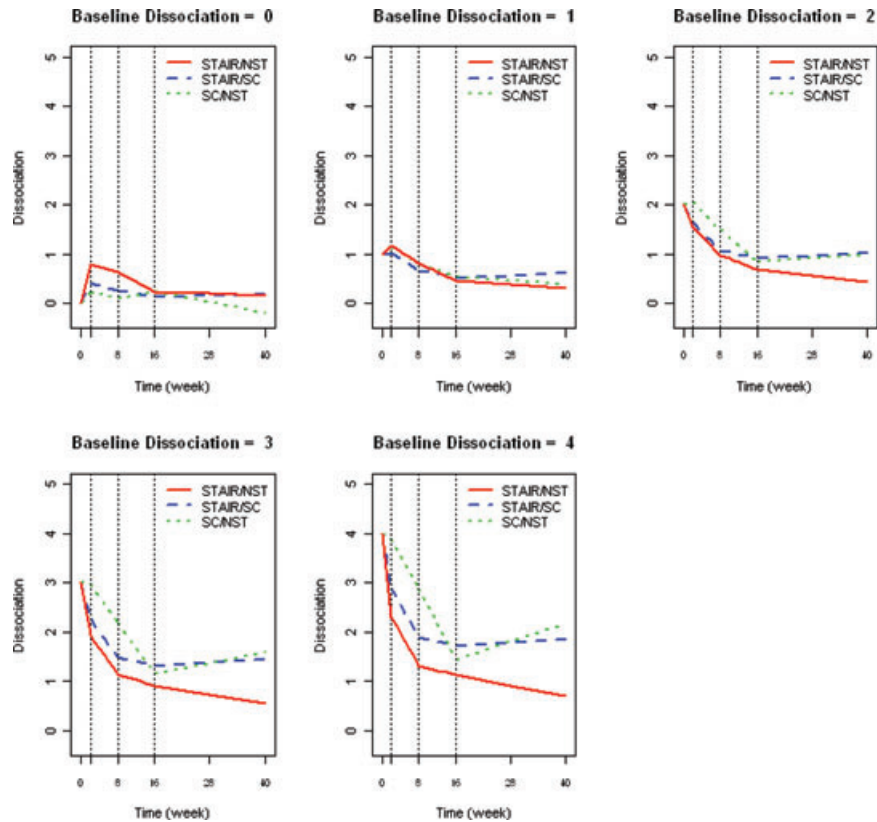 Baseline Dissociation = 0
5
4
3
2
1
0
Dissociation
STAIR/NST
STAIR/SC
SC/NST
0 8 16 28 40
Time (week)
Baseline Dissociation = 1
5
4
3
2
1
0
Dissociation
STAIR/NST
STAIR/SC
SC/NST
0 8 16 28 40
Time (week)
Baseline Dissociation = 2
5
4
3
2
1
0
Dissociation
STAIR/NST
STAIR/SC
SC/NST
0 8 16 28 40
Time (week)
Baseline Dissociation = 3
5
4
3
2
1
0
Dissociation
STAIR/NST
STAIR/SC
SC/NST
0 8 16 28 40
Time (week)
Baseline Dissociation = 4
5
4
3
2
1
0
Dissociation
STAIR/NST
STAIR/SC
SC/NST
0 8 16 28 40
Time (week)